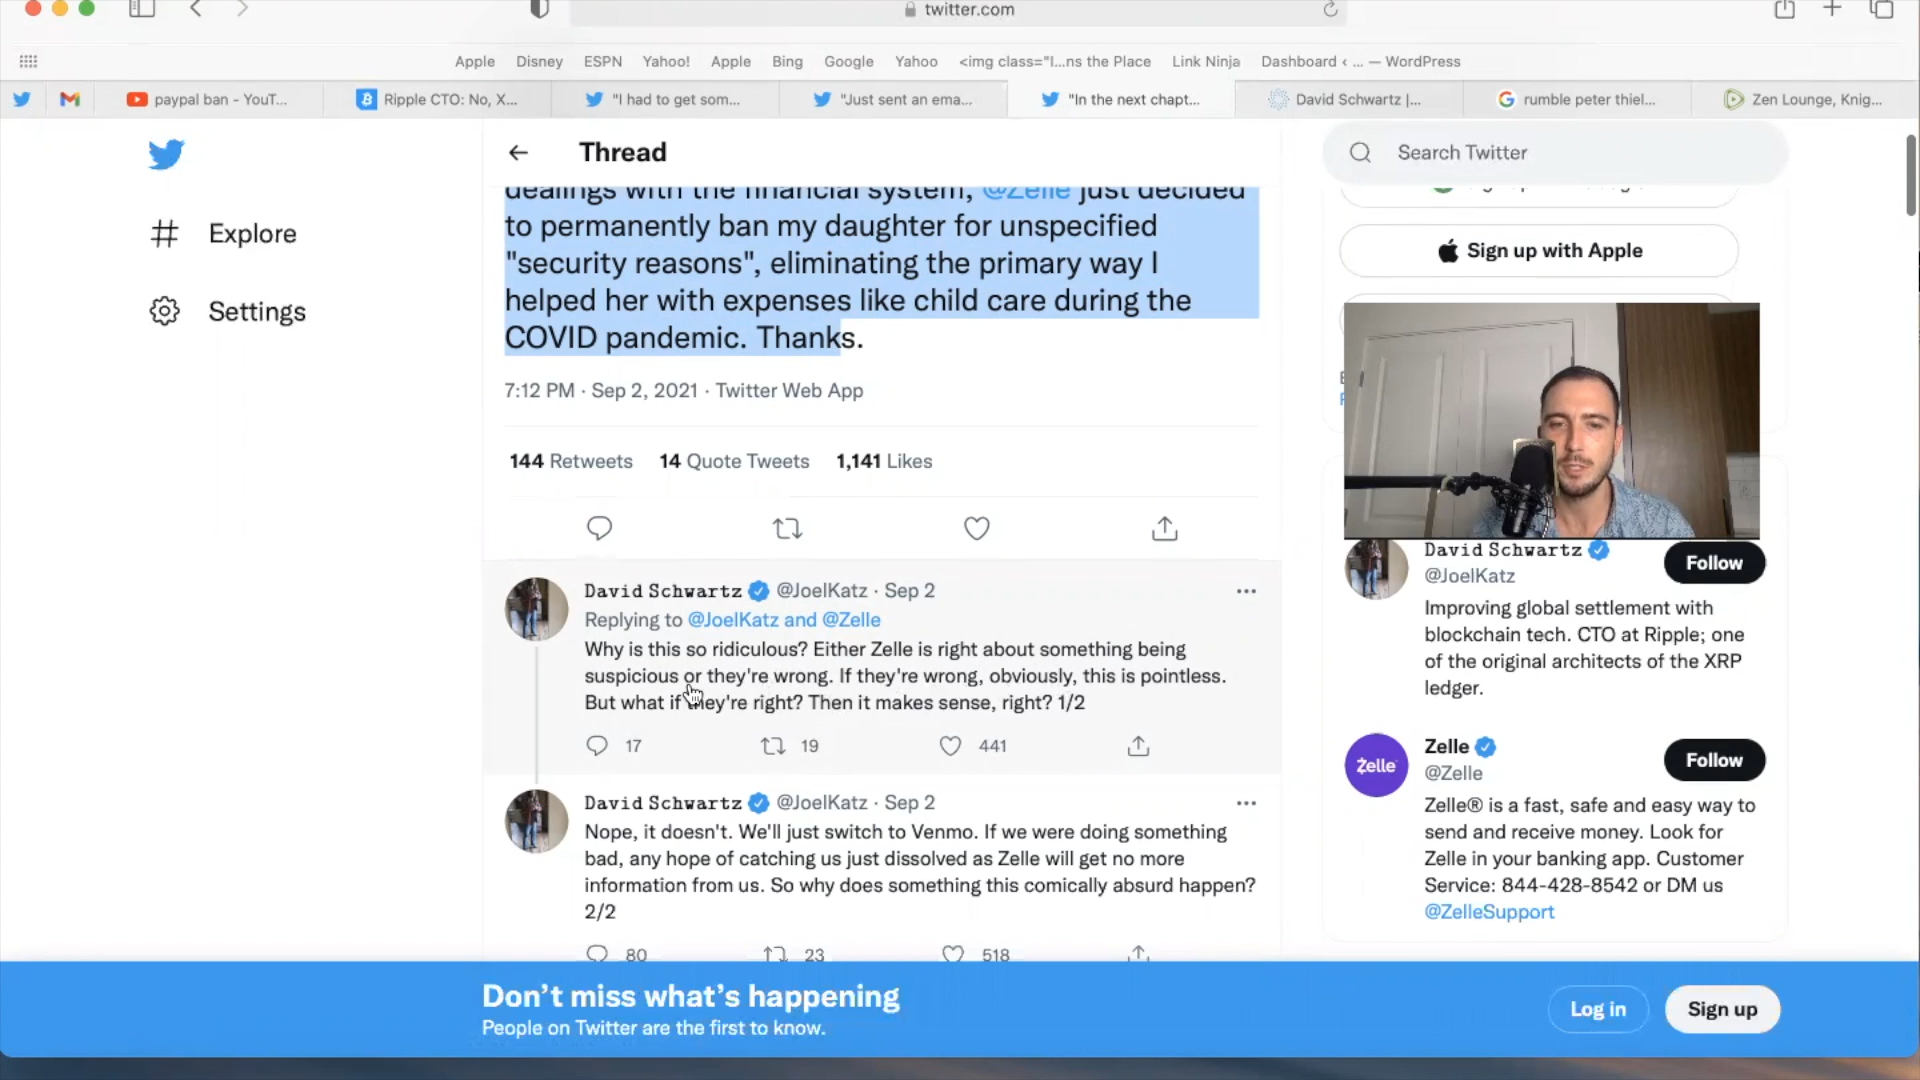 twitter.com
Apple
Disney
ESPN
Yahoo!
Apple
Bing
Google
Yahoo
<img class="I...ns the Place
Link Ninja
Dashboard ‹ ... — WordPress
paypal ban - YouT...
Ripple CTO: No, X...
"I had to get som...
"Just sent an ema...
"In the next chapt...
David Schwartz |...
rumble peter thiel...
Zen Lounge, Knig...
Thread
Search Twitter
Explore
Settings
dealings with the financial system, @Zelle just decided
to permanently ban my daughter for unspecified
"security reasons", eliminating the primary way I
helped her with expenses like child care during the
COVID pandemic. Thanks.
7:12 PM · Sep 2, 2021 · Twitter Web App
144 Retweets 14 Quote Tweets 1,141 Likes
David Schwartz @JoelKatz · Sep 2
Replying to @JoelKatz and @Zelle
Why is this so ridiculous? Either Zelle is right about something being
suspicious or they're wrong. If they're wrong, obviously, this is pointless.
But what if they're right? Then it makes sense, right? 1/2
17 19 441
David Schwartz @JoelKatz · Sep 2
Nope, it doesn't. We'll just switch to Venmo. If we were doing something
bad, any hope of catching us just dissolved as Zelle will get no more
information from us. So why does something this comically absurd happen?
2/2
80 23 518
Sign up with Apple
David Schwartz
@JoelKatz
Follow
Improving global settlement with
blockchain tech. CTO at Ripple; one
of the original architects of the XRP
ledger.
Zelle
Zelle
@Zelle
Follow
Zelle® is a fast, safe and easy way to
send and receive money. Look for
Zelle in your banking app. Customer
Service: 844-428-8542 or DM us
@ZelleSupport
Don't miss what's happening
People on Twitter are the first to know.
Log in
Sign up